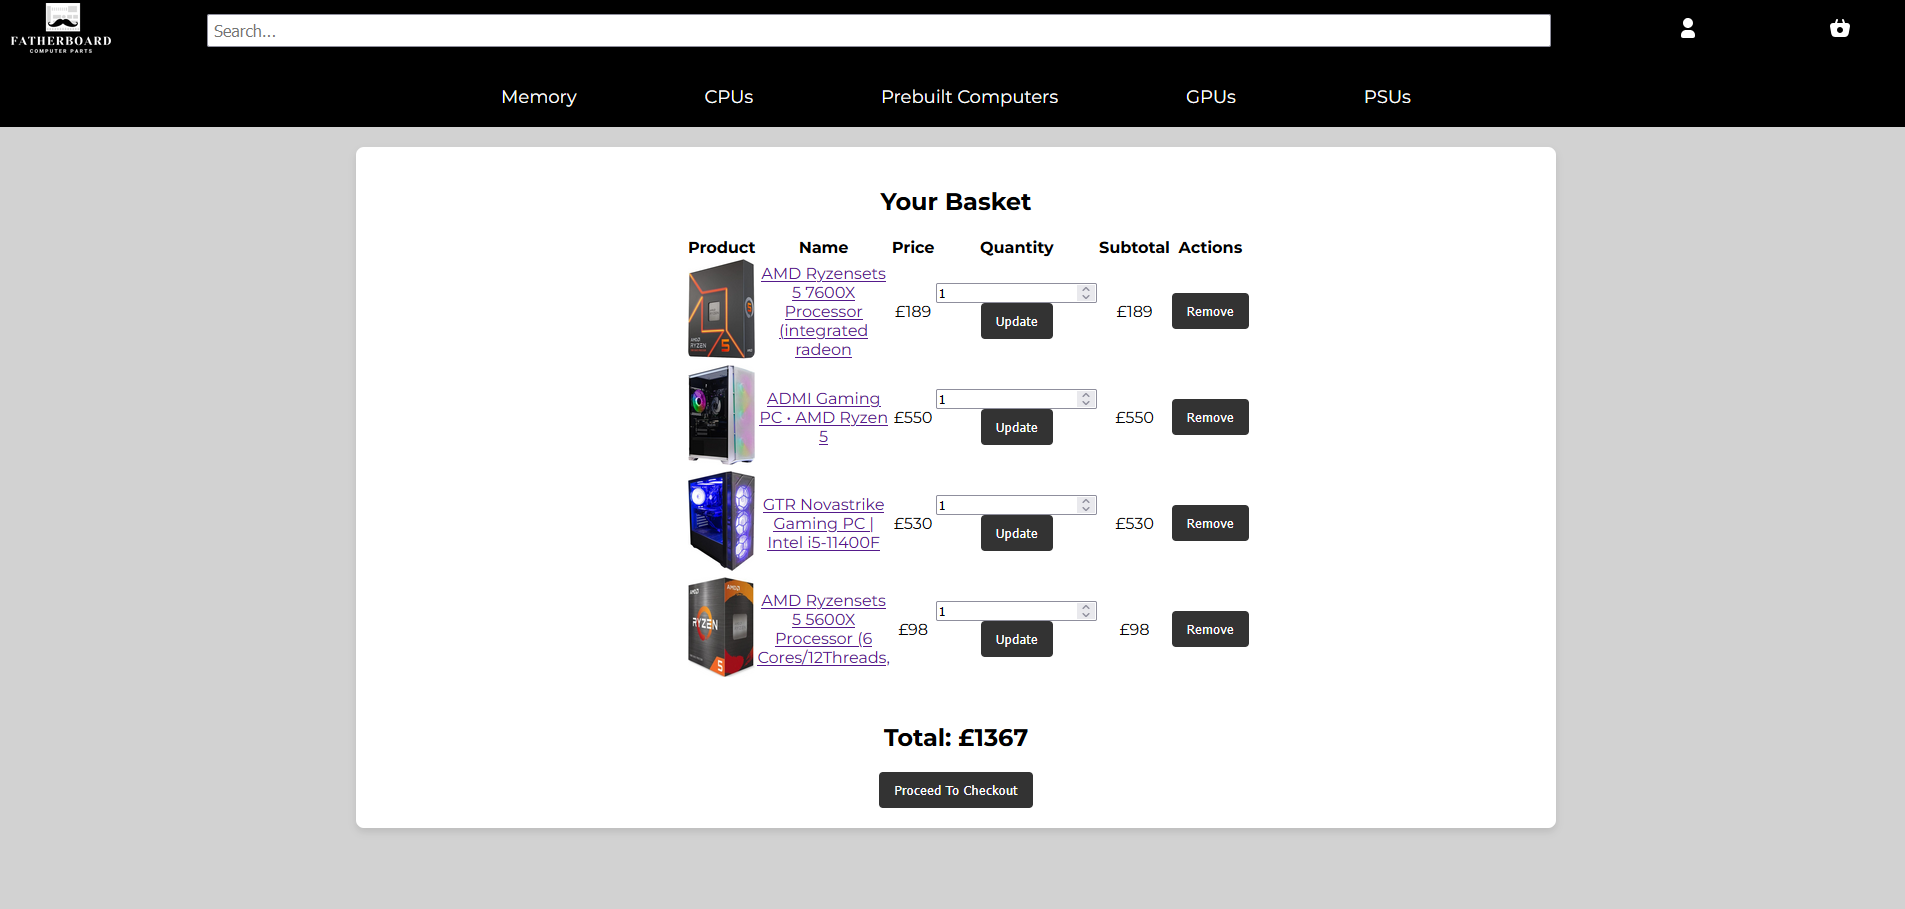 FATHERBOARD
COMPUTER PARTS
Search...
Memory CPUs Prebuilt Computers GPUs PSUs
Your Basket
Product Name Price Quantity Subtotal Actions
AMD Ryzensets
5 7600X
Processor
(integrated
radeon
£189
1
Update
£189
Remove
AMD
RYZEN
5
ADMI Gaming
PC • AMD Ryzen
5
£550
1
Update
£550
Remove
GTR Novastrike
Gaming PC |
Intel i5-11400F
£530
1
Update
£530
Remove
AMD Ryzensets
5 5600X
Processor (6
Cores/12Threads,
£98
1
Update
£98
Remove
AMD
RYZEN
5
Total: £1367
Proceed To Checkout